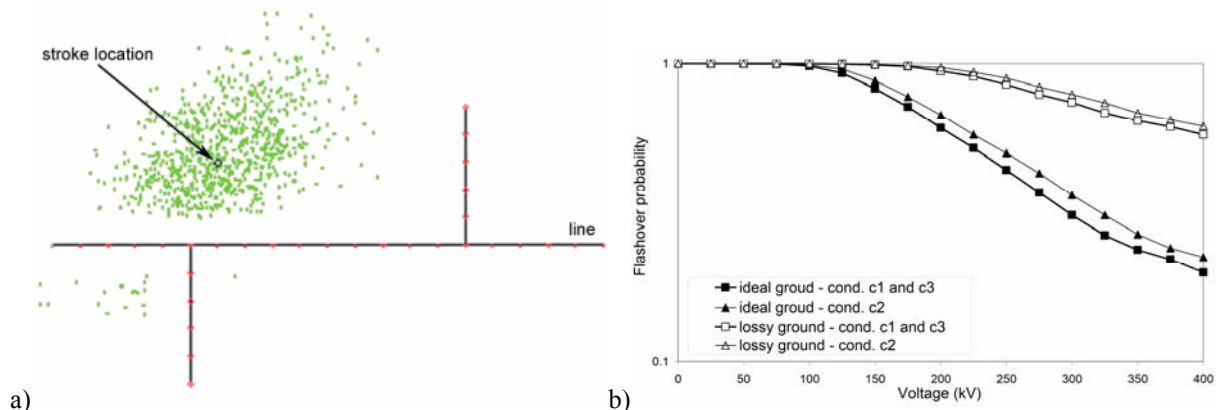 stroke location
line
a)
Flashover probability
1
0.1
ideal groud - cond. c1 and c3
ideal groud - cond. c2
lossy ground - cond. c1 and c3
lossy ground - cond. c2
0 50 100 150 200 250 300 350 400
Voltage (kV)
b)